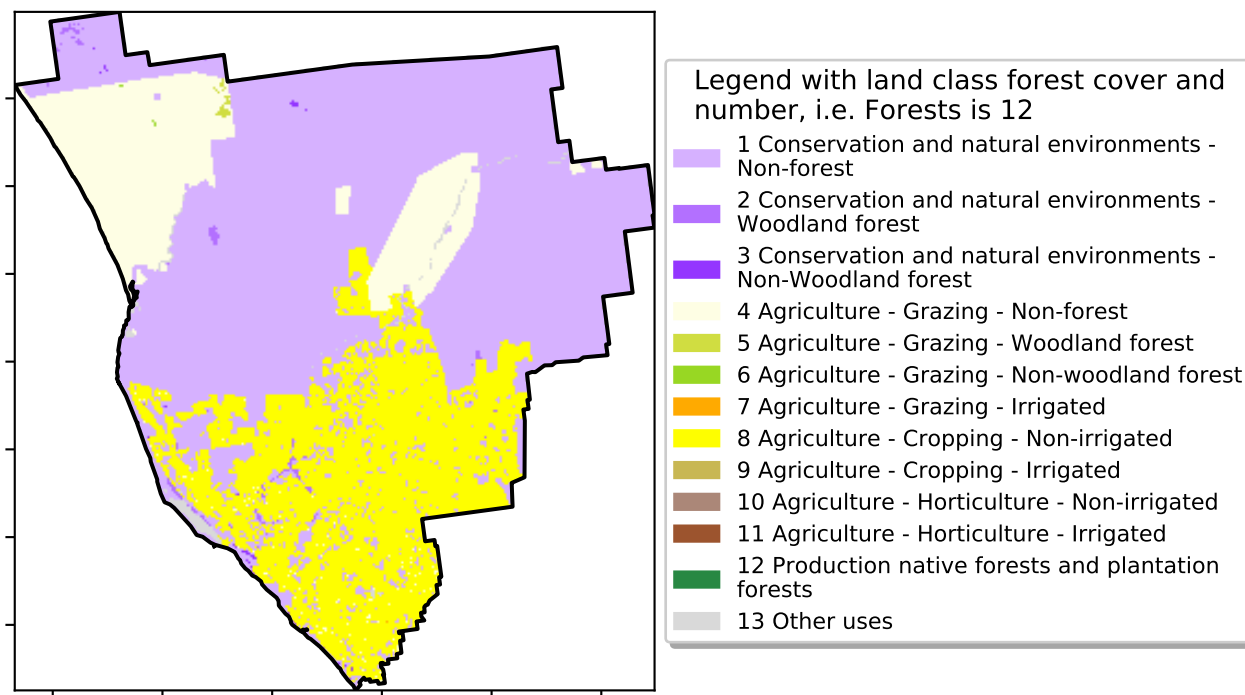 Legend with land class forest cover and
number, i.e. Forests is 12
1 Conservation and natural environments -
Non-forest
2 Conservation and natural environments -
Woodland forest
3 Conservation and natural environments -
Non-Woodland forest
4 Agriculture - Grazing - Non-forest
5 Agriculture - Grazing - Woodland forest
6 Agriculture - Grazing - Non-woodland forest
7 Agriculture - Grazing - Irrigated
8 Agriculture - Cropping - Non-irrigated
9 Agriculture - Cropping - Irrigated
10 Agriculture - Horticulture - Non-irrigated
11 Agriculture - Horticulture - Irrigated
12 Production native forests and plantation
forests
13 Other uses